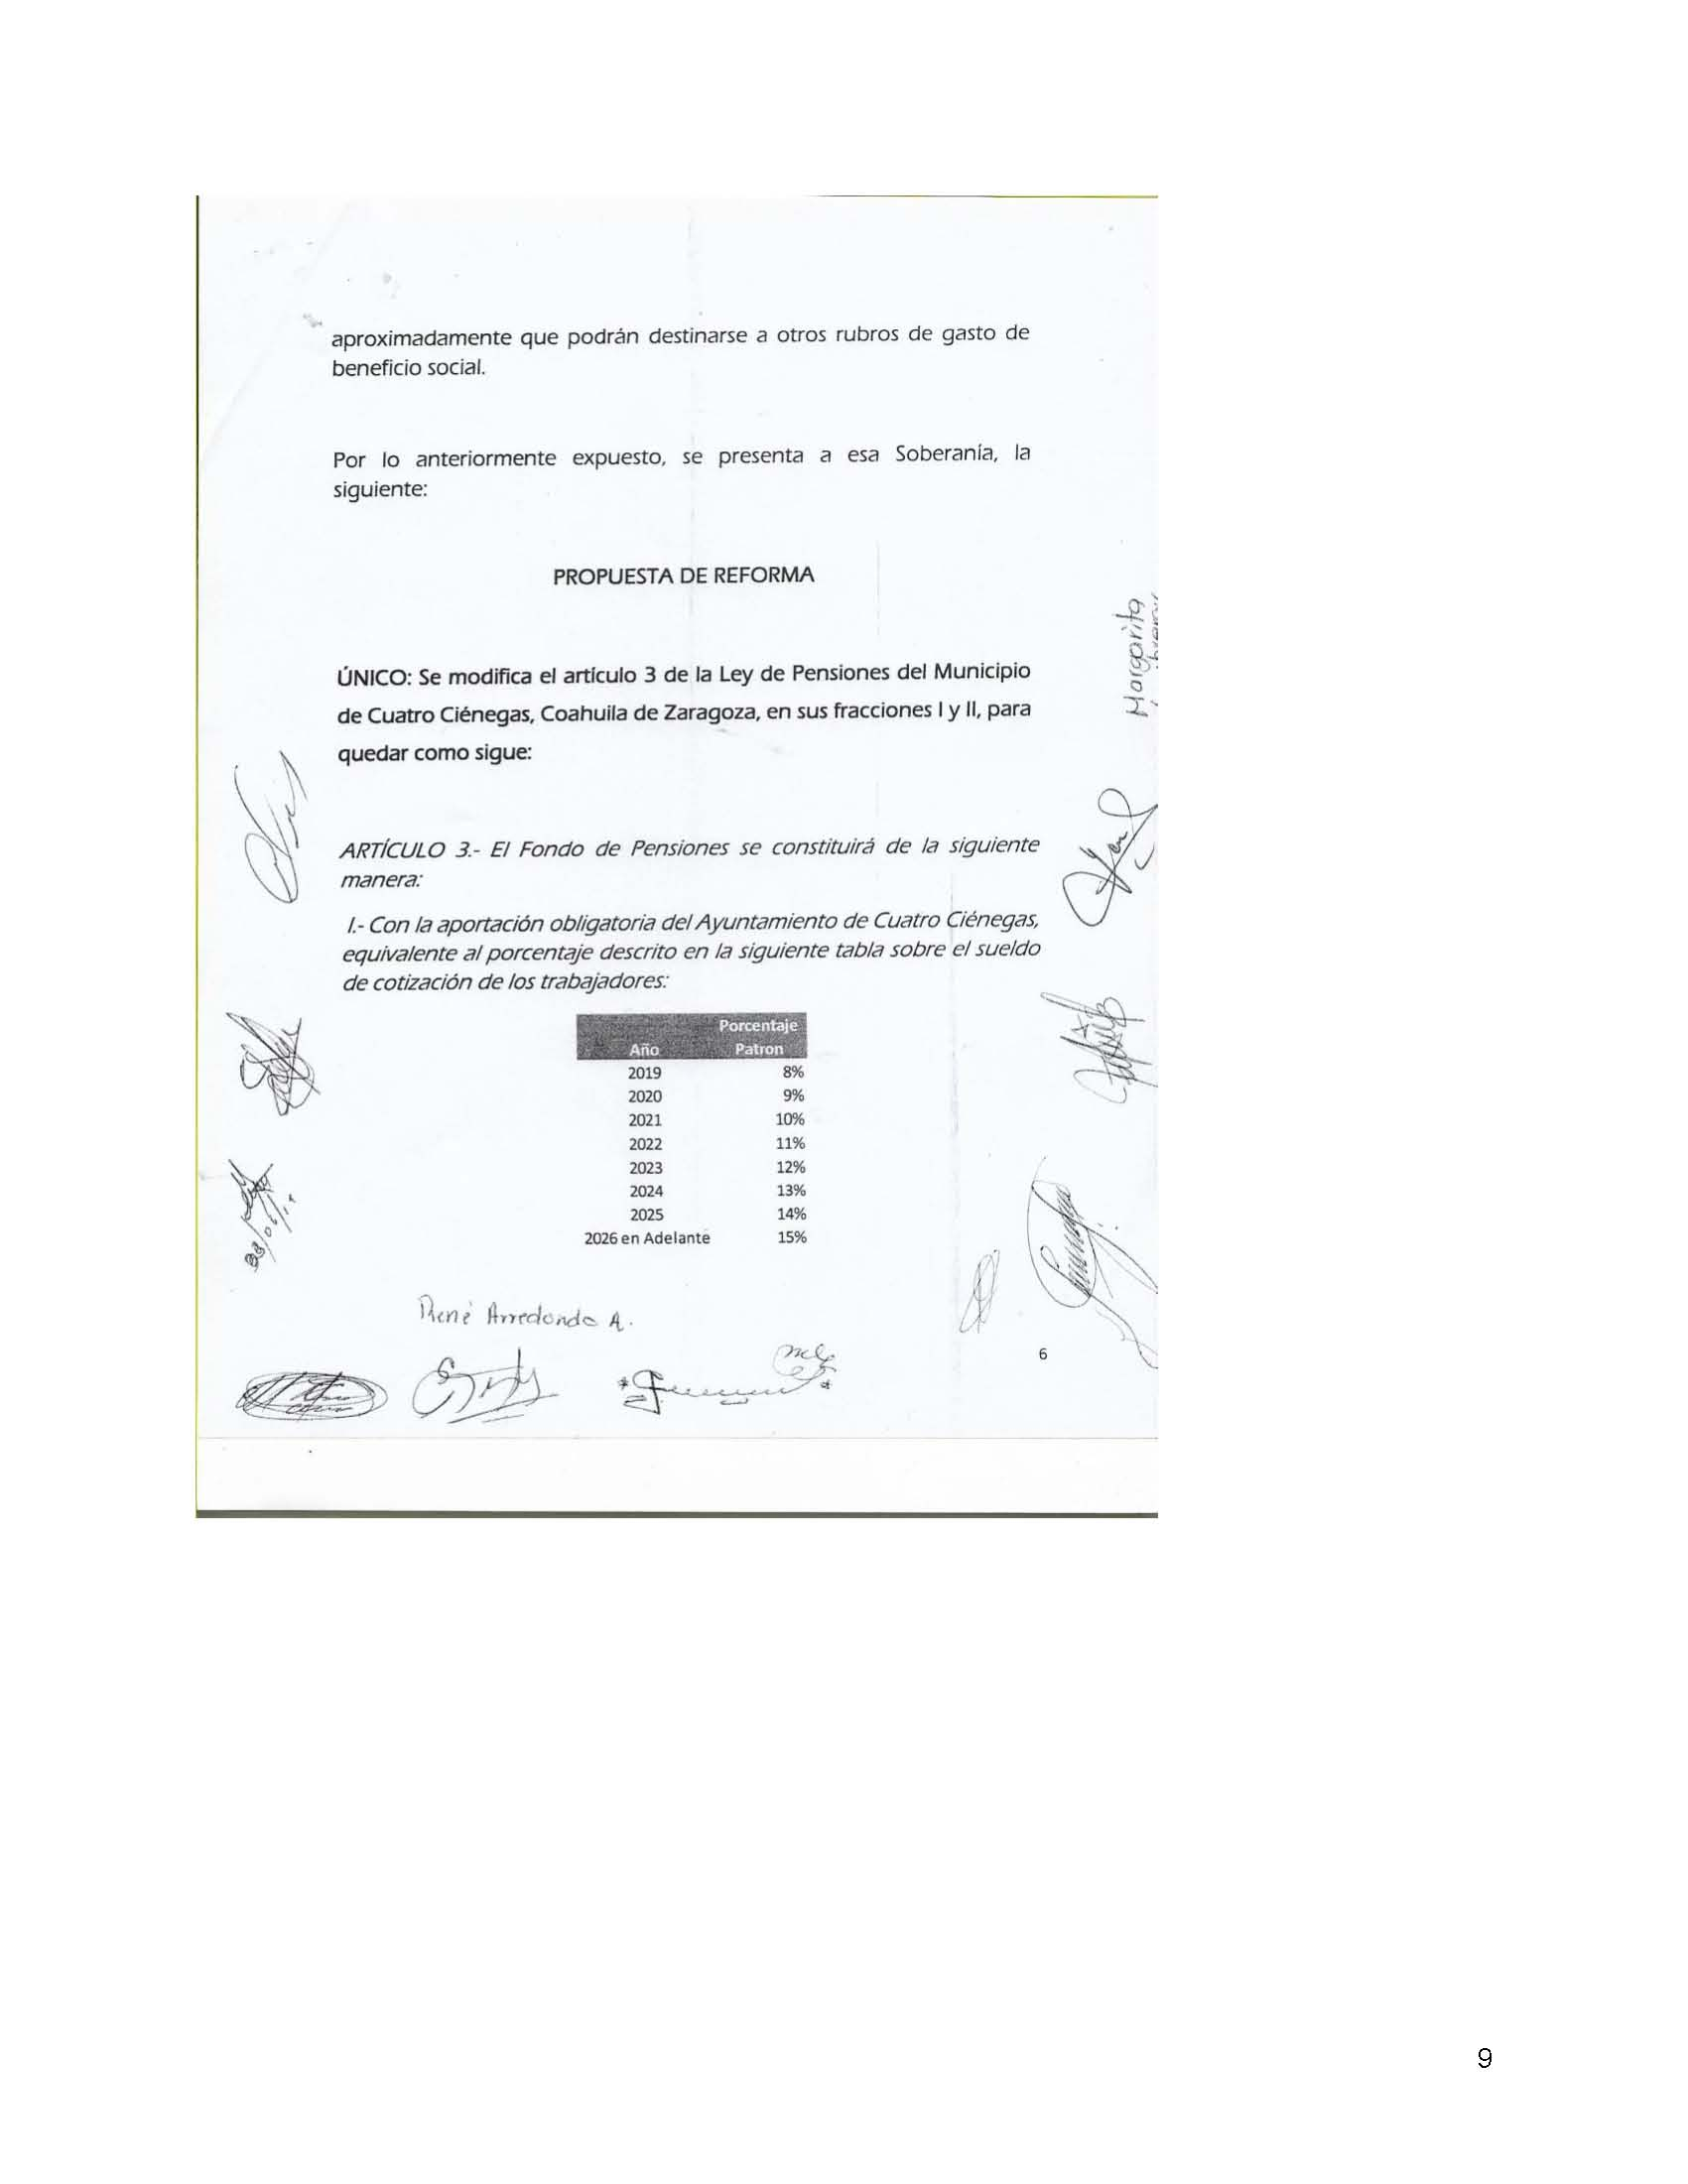 aproximadamente que podrán destinarse a otros rubros de gasto de
beneficio social.
Por lo anteriormente expuesto, se presenta a esa Soberanía, la
siguiente:
PROPUESTA DE REFORMA
ÚNICO: Se modifica el artículo 3 de la Ley de Pensiones del Municipio
de Cuatro Ciénegas, Coahuila de Zaragoza, en sus fracciones I y II, para
quedar como sigue:
ARTÍCULO 3.- El Fondo de Pensiones se constituirá de la siguiente
manera:
I.- Con la aportación obligatoria del Ayuntamiento de Cuatro Ciénegas,
equivalente al porcentaje descrito en la siguiente tabla sobre el sueldo
de cotización de los trabajadores:
Año Porcentaje Patron
2019 8%
2020 9%
2021 10%
2022 11%
2023 12%
2024 13%
2025 14%
2026 en Adelante 15%
Margarita
René Arredondo A.
6
9